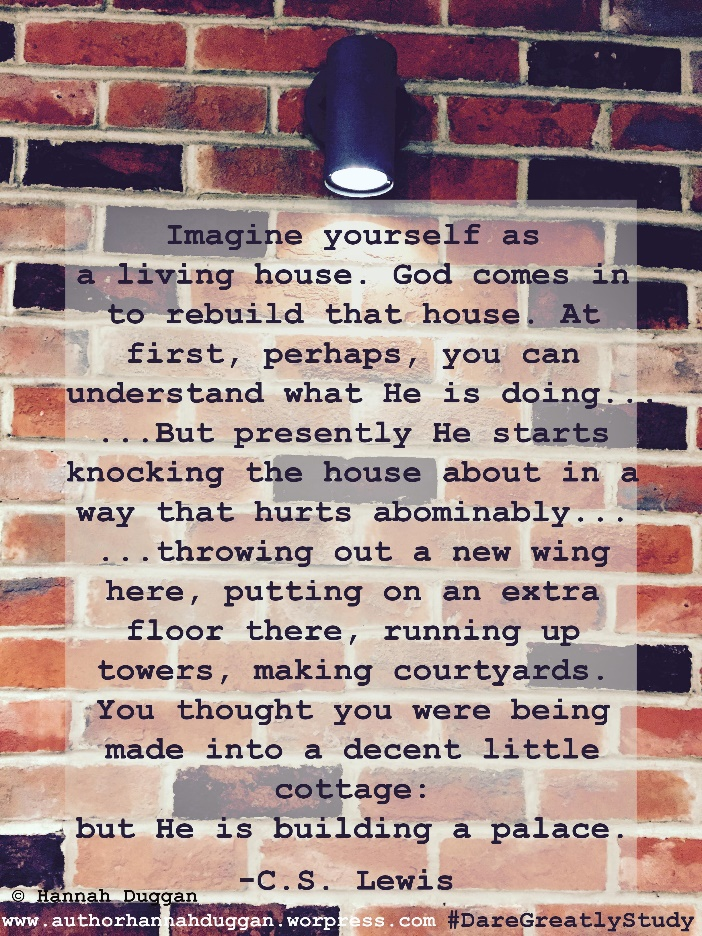 Imagine yourself as
a living house. God comes in
to rebuild that house. At
first, perhaps, you can
understand what He is doing...
...But presently He starts
knocking the house about in a
way that hurts abominably...
...throwing out a new wing
here, putting on an extra
floor there, running up
towers, making courtyards.
You thought you were being
made into a decent little
cottage:
but He is building a palace.
-C.S. Lewis
© Hannah Duggan
www.authorhannahduggan.worpress.com #DareGreatlyStudy